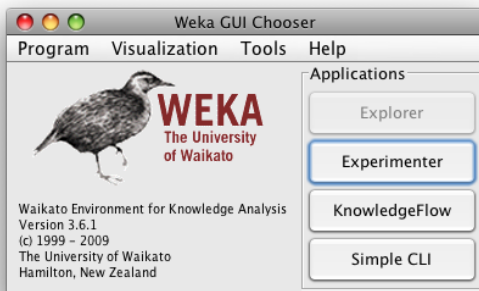 Weka GUI Chooser
Program Visualization Tools Help
WEKA
The University
of Waikato
Waikato Environment for Knowledge Analysis
Version 3.6.1
(c) 1999 - 2009
The University of Waikato
Hamilton, New Zealand
Applications
Explorer
Experimenter
KnowledgeFlow
Simple CLI